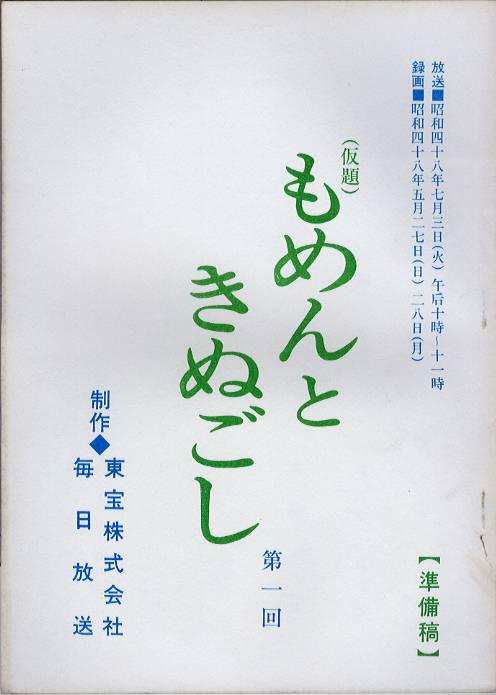 放送■昭和四十八年七月三日(火)午后十時~十一時
録画■昭和四十八年五月二七日(日)二八日(月)
(仮題)
もめんと
きぬごし
第一回
制作◆東宝株式会社
毎日放送
【準備稿】